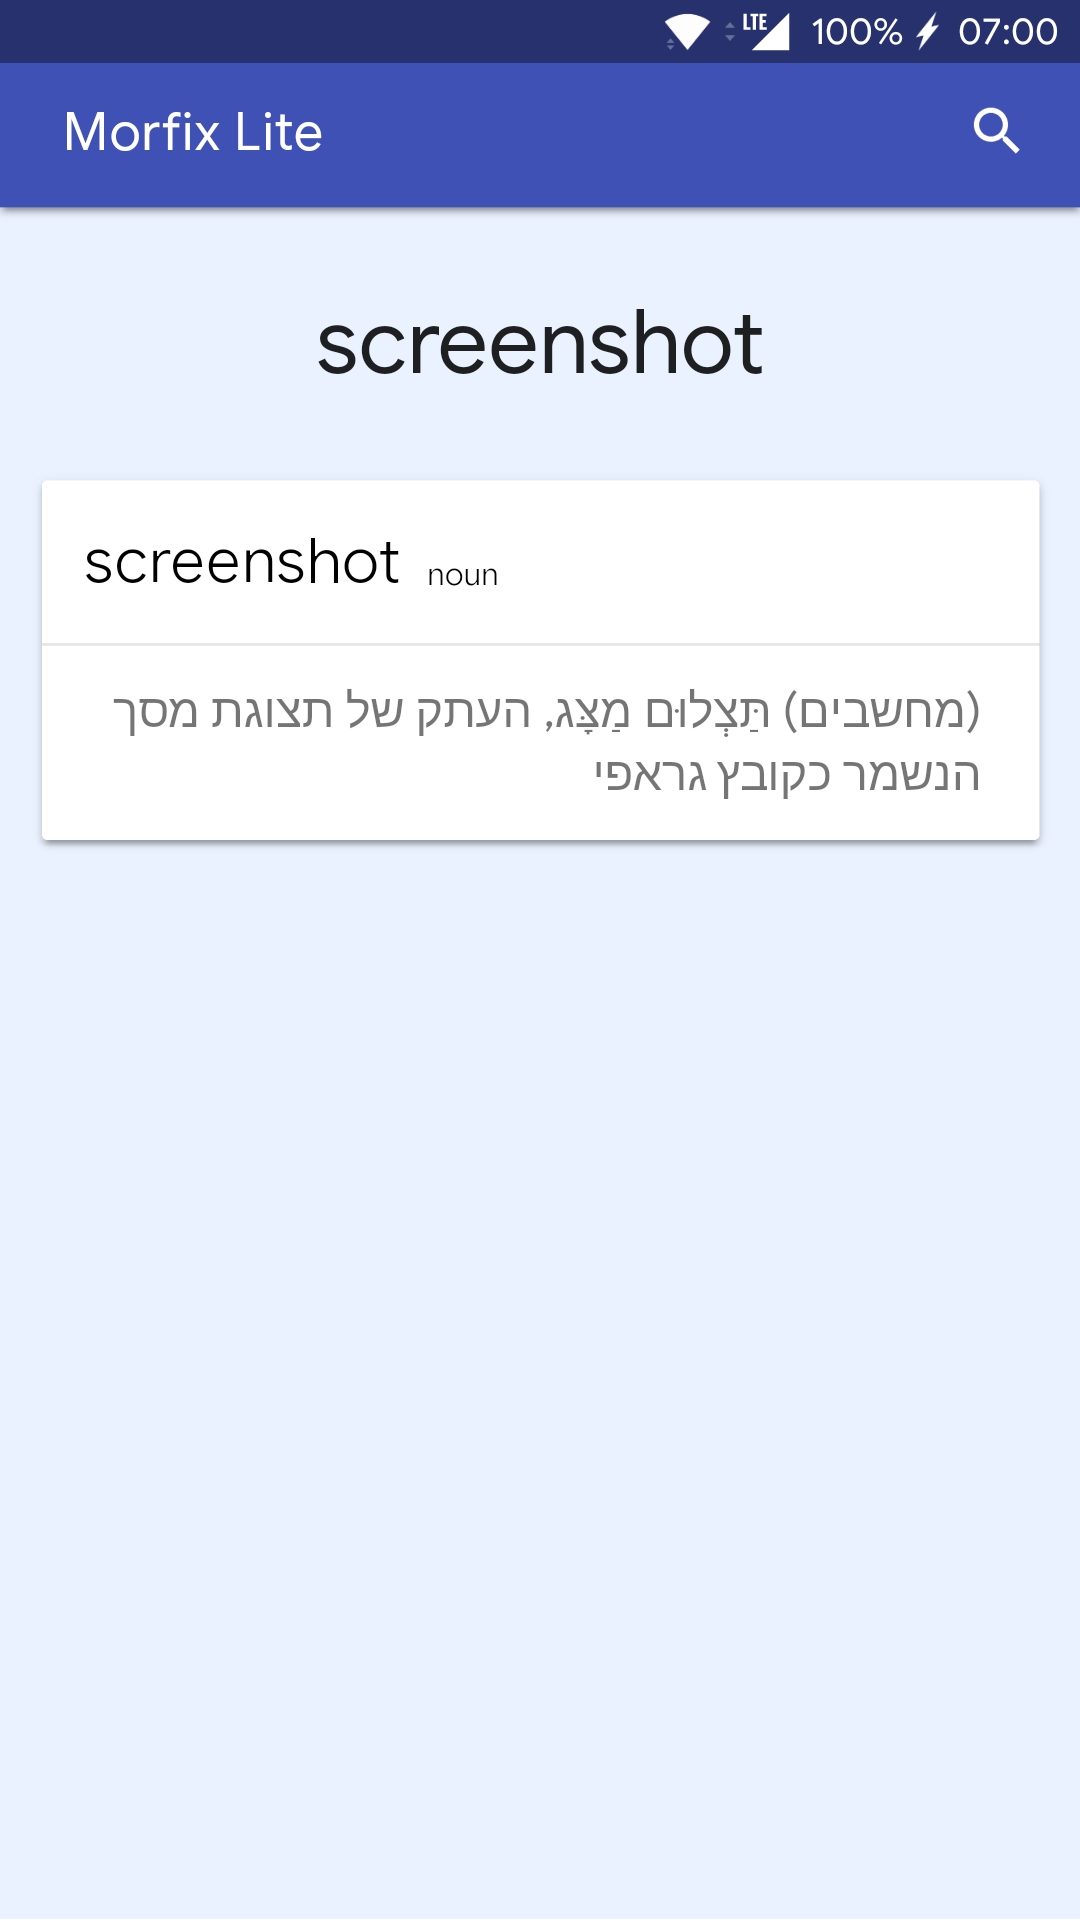 LTE 100% 07:00
Morfix Lite
screenshot
screenshot noun
(מחשבים) תַּצְלוּם מַצָּג, העתק של תצוגת מסך
הנשמר כקובץ גראפי